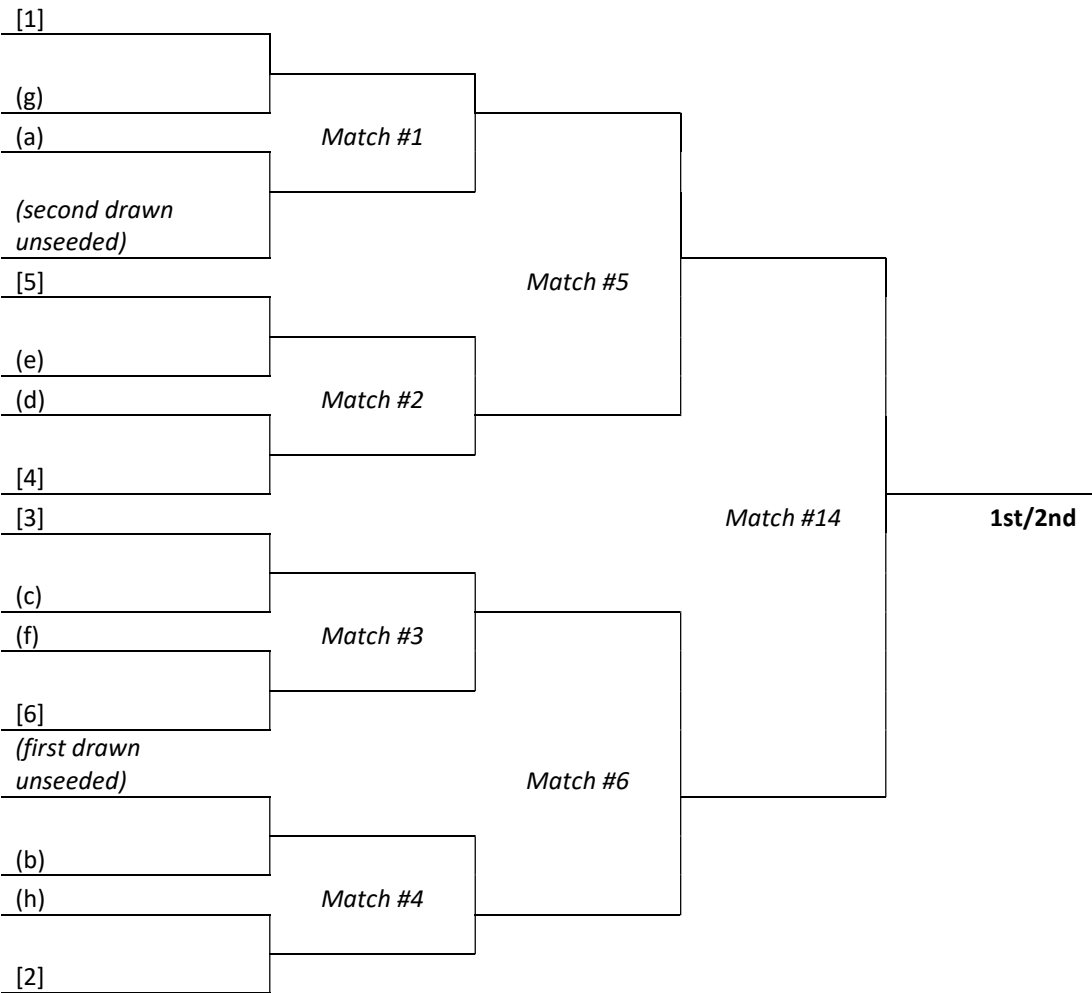 [1]
(g)
(a)
Match #1
(second drawn
unseeded)
[5]
Match #5
(e)
(d)
Match #2
[4]
[3]
Match #14
1st/2nd
(c)
(f)
Match #3
[6]
(first drawn
unseeded)
Match #6
(b)
(h)
Match #4
[2]